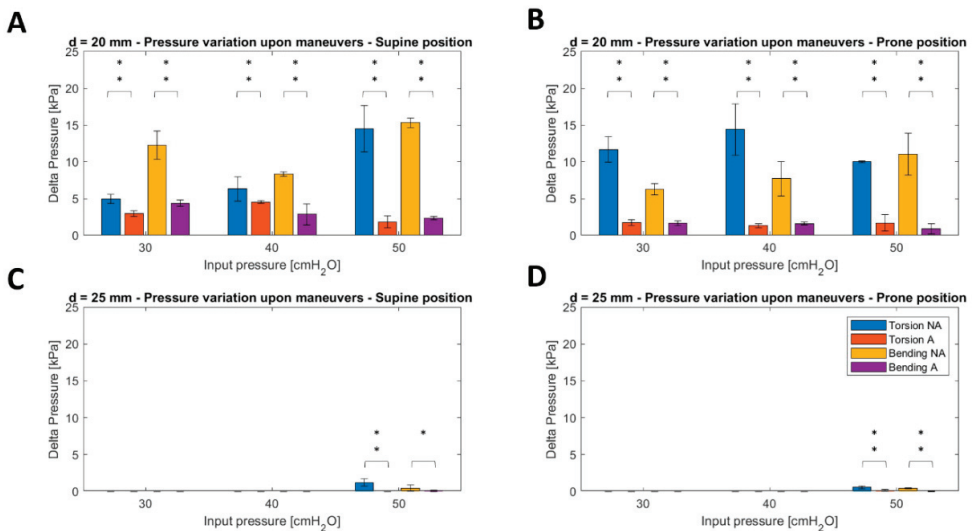 A
d = 20 mm - Pressure variation upon maneuvers - Supine position
25
20
15
10
5
0
Delta Pressure [kPa]
* * * * * *
* * * * * *
30 40 50
Input pressure [cmH2O]
B
d = 20 mm - Pressure variation upon maneuvers - Prone position
25
20
15
10
5
0
Delta Pressure [kPa]
* * * * * *
* * * * * *
30 40 50
Input pressure [cmH2O]
C
d = 25 mm - Pressure variation upon maneuvers - Supine position
25
20
15
10
5
0
Delta Pressure [kPa]
* *
*
30 40 50
Input pressure [cmH2O]
D
d = 25 mm - Pressure variation upon maneuvers - Prone position
25
20
15
10
5
0
Delta Pressure [kPa]
Torsion NA
Torsion A
Bending NA
Bending A
* *
* *
30 40 50
Input pressure [cmH2O]